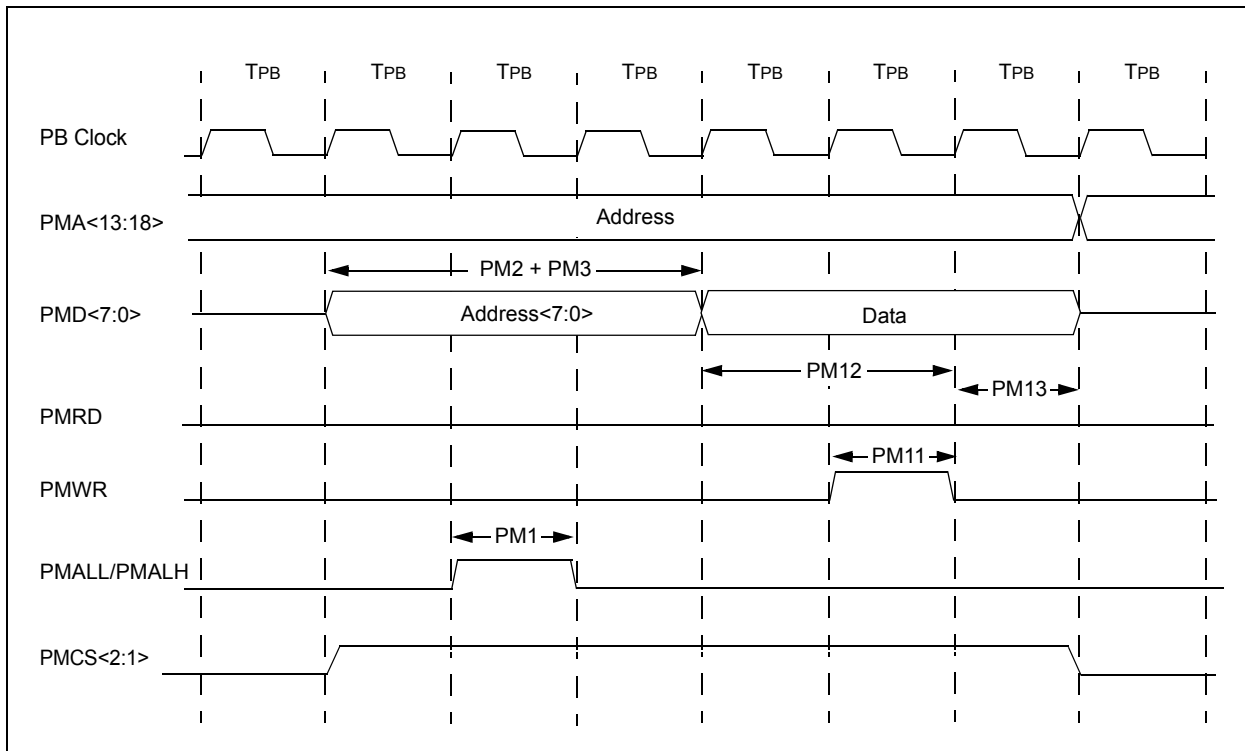 TPB TPB TPB TPB TPB TPB TPB TPB
PB Clock
PMA<13:18> Address
PM2 + PM3
PMD<7:0> Address<7:0> Data
PM12
PM13
PMRD
PM11
PMWR
PM1
PMALL/PMALH
PMCS<2:1>